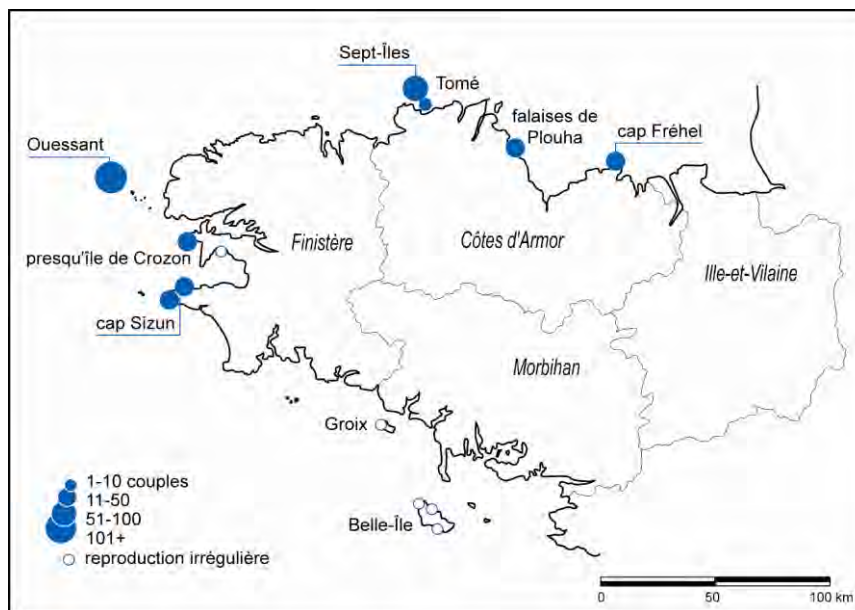 Sept-Îles
Tomé
falaises de
Plouha
cap Fréhel
Ouessant
Finistère
Côtes d'Armor
presqu'île de Crozon
Ille-et-Vilaine
cap Sizun
Morbihan
Groix
1-10 couples
11-50
51-100
101+
Belle-Île
reproduction irrégulière
0 50 100 km